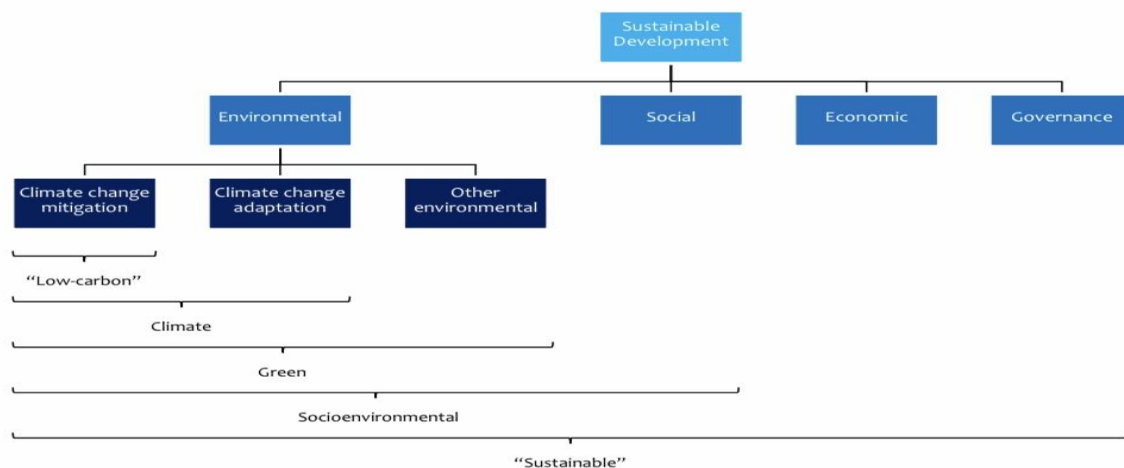 Sustainable
Development
Environmental
Social
Economic
Governance
Climate change
mitigation
Climate change
adaptation
Other
environmental
“Low-carbon”
Climate
Green
Socioenvironmental
“Sustainable”